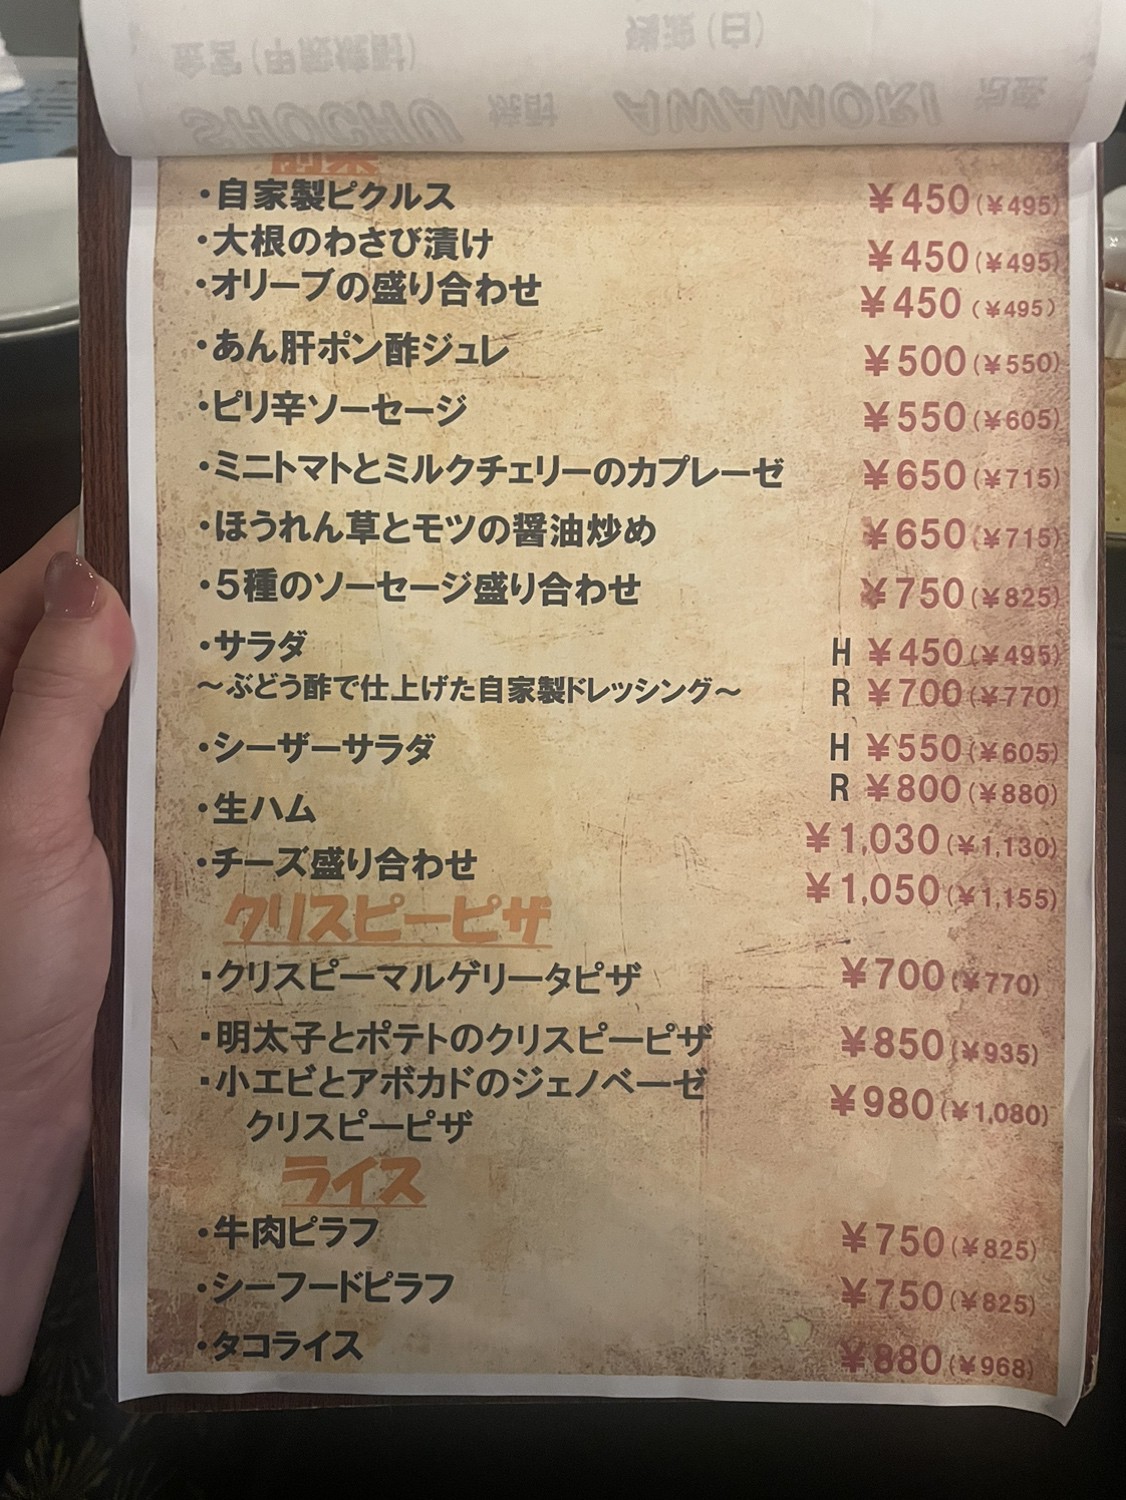 SHOCHU 焼酎 AWAMORI 泡盛
前菜
・自家製ピクルス ¥450(¥495)
・大根のわさび漬け ¥450(¥495)
・オリーブの盛り合わせ ¥450(¥495)
・あん肝ポン酢ジュレ ¥500(¥550)
・ピリ辛ソーセージ ¥550(¥605)
・ミニトマトとミルクチェリーのカプレーゼ ¥650(¥715)
・ほうれん草とモツの醤油炒め ¥650(¥715)
・5種のソーセージ盛り合わせ ¥750(¥825)
・サラダ H ¥450(¥495)
〜ぶどう酢で仕上げた自家製ドレッシング〜 R ¥700(¥770)
・シーザーサラダ H ¥550(¥605)
R ¥800(¥880)
・生ハム ¥1,030(¥1,130)
・チーズ盛り合わせ ¥1,050(¥1,155)
クリスピーピザ
・クリスピーマルゲリータピザ ¥700(¥770)
・明太子とポテトのクリスピーピザ ¥850(¥935)
・小エビとアボカドのジェノベーゼ ¥980(¥1,080)
クリスピーピザ
ライス
・牛肉ピラフ ¥750(¥825)
・シーフードピラフ ¥750(¥825)
・タコライス ¥880(¥968)